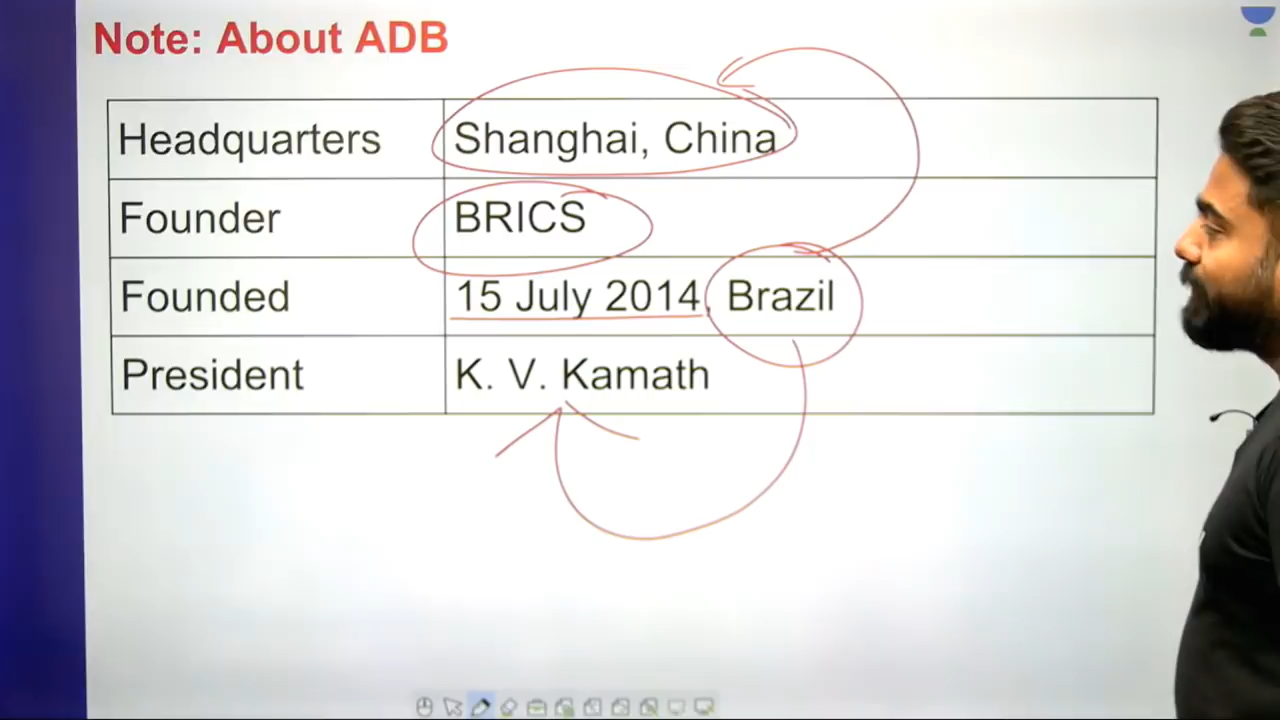 Note: About ADB
Headquarters Shanghai, China
Founder BRICS
Founded 15 July 2014, Brazil
President K. V. Kamath